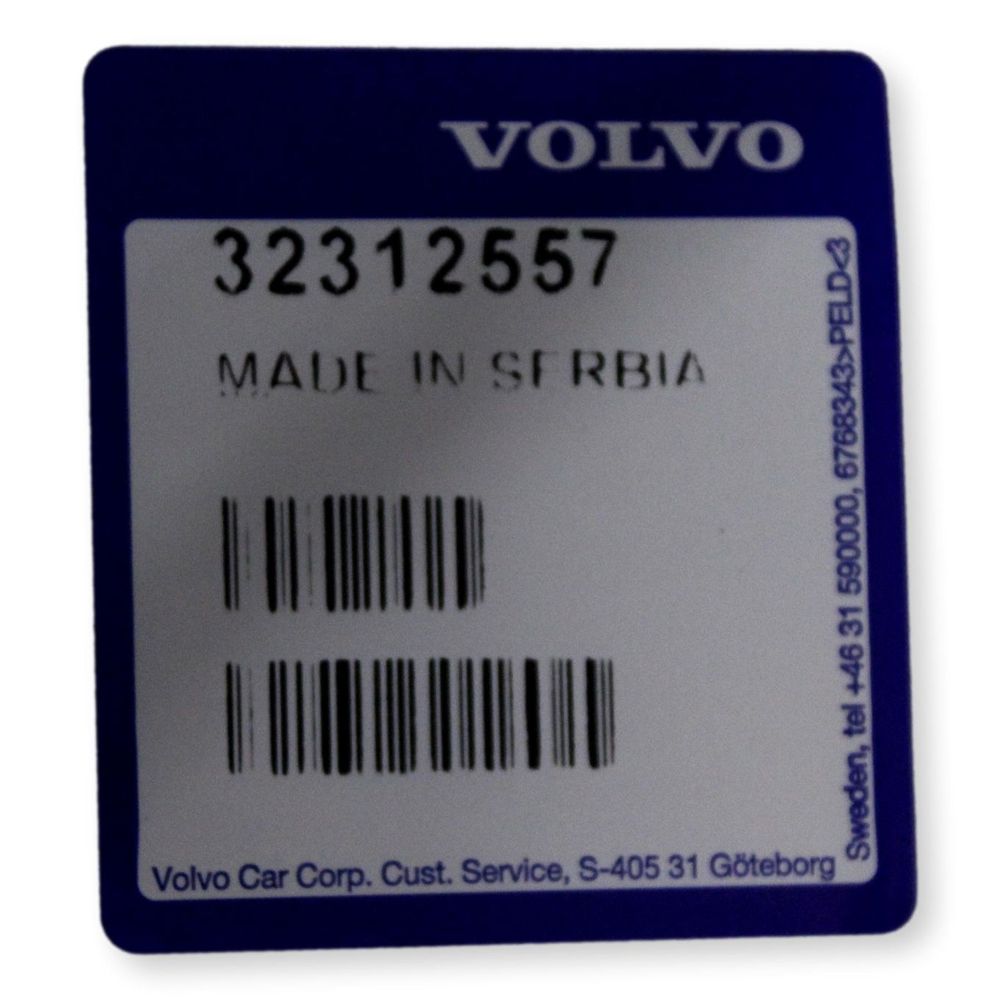 VOLVO
32312557
MADE IN SERBIA
Volvo Car Corp. Cust. Service, S-405 31 Göteborg
Sweden, tel +46 31 590000, 6768343>PELD<3